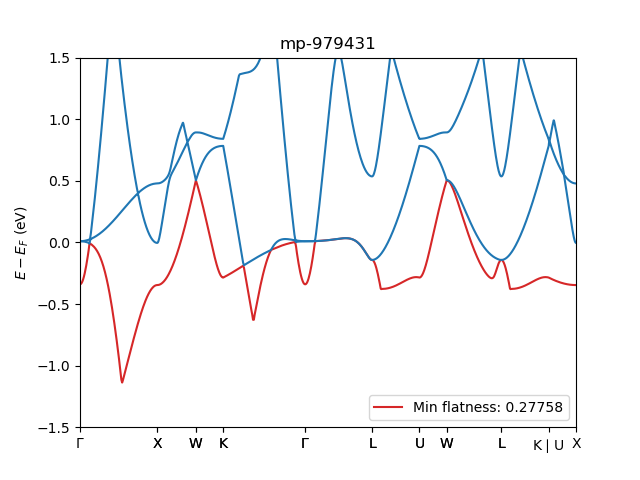 mp-979431
1.5
1.0
0.5
0.0
−0.5
−1.0
−1.5
E − E_F (eV)
Min flatness: 0.27758
Γ X W K Γ L U W L K | U X